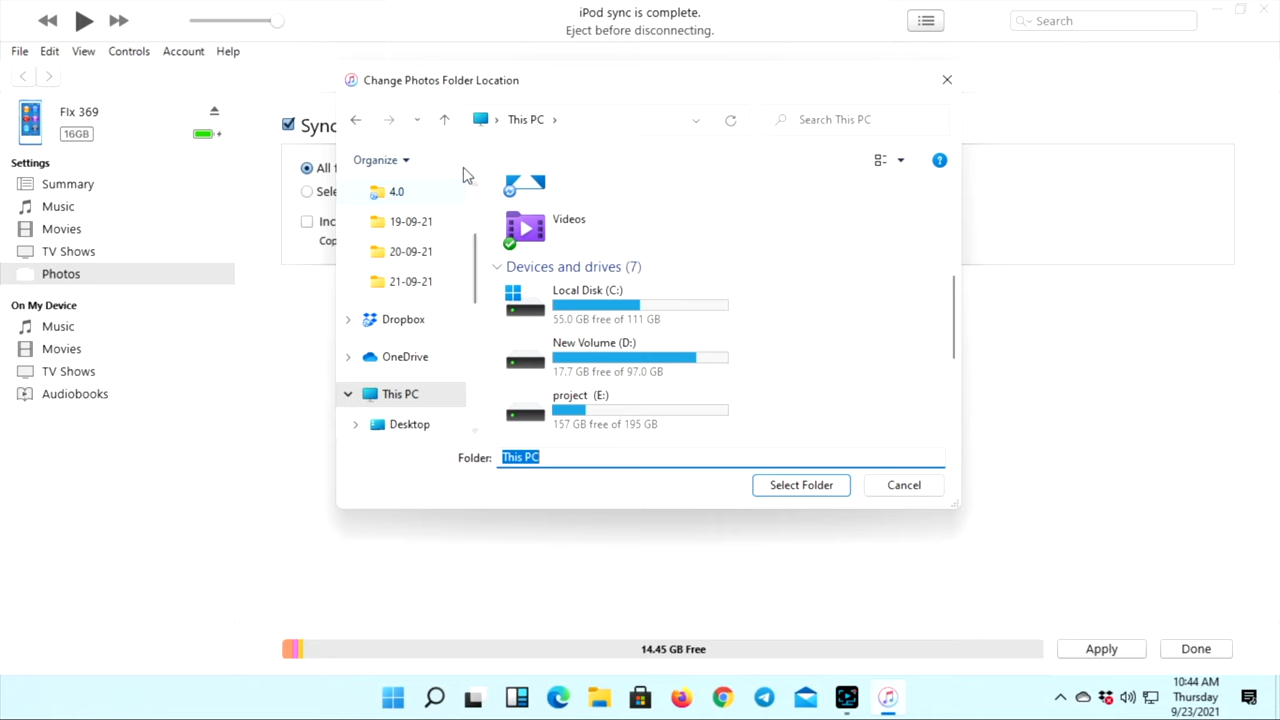 iPod sync is complete.
Eject before disconnecting.
Search
File Edit View Controls Account Help
Change Photos Folder Location
FIx 369
16GB
This PC
Search This PC
Sync
Organize
All f
Settings
Summary
Music
Movies
TV Shows
Photos
Sele
Inc
Cop
4.0
19-09-21
20-09-21
21-09-21
Dropbox
OneDrive
This PC
Desktop
Videos
Devices and drives (7)
Local Disk (C:)
55.0 GB free of 111 GB
New Volume (D:)
17.7 GB free of 97.0 GB
project (E:)
157 GB free of 195 GB
On My Device
Music
Movies
TV Shows
Audiobooks
Folder: This PC
Select Folder Cancel
14.45 GB Free
Apply Done
10:44 AM
Thursday
9/23/2021